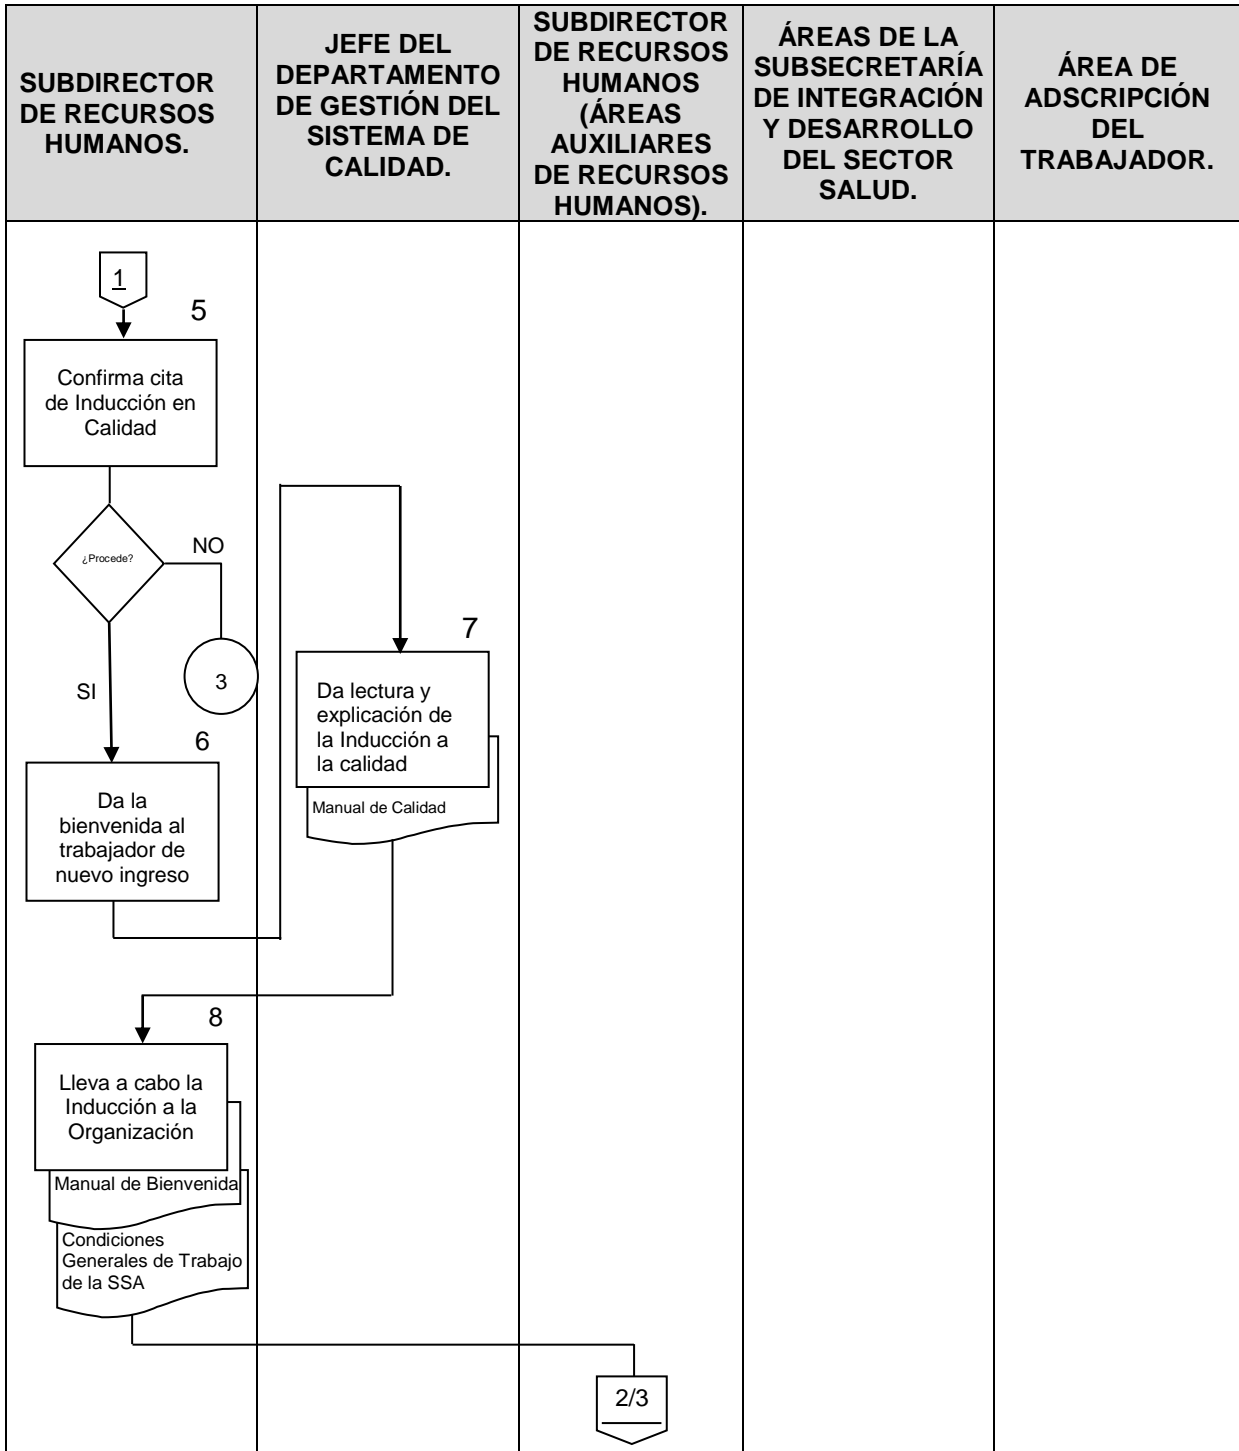 SUBDIRECTOR
DE RECURSOS
HUMANOS.
JEFE DEL
DEPARTAMENTO
DE GESTIÓN DEL
SISTEMA DE
CALIDAD.
SUBDIRECTOR
DE RECURSOS
HUMANOS
(ÁREAS
AUXILIARES
DE RECURSOS
HUMANOS).
ÁREAS DE LA
SUBSECRETARÍA
DE INTEGRACIÓN
Y DESARROLLO
DEL SECTOR
SALUD.
ÁREA DE
ADSCRIPCIÓN
DEL
TRABAJADOR.
1
5
Confirma cita
de Inducción en
Calidad
¿Procede?
NO
3
SI
6
Da la
bienvenida al
trabajador de
nuevo ingreso
7
Da lectura y
explicación de
la Inducción a
la calidad
Manual de Calidad
8
Lleva a cabo la
Inducción a la
Organización
Manual de Bienvenida
Condiciones
Generales de Trabajo
de la SSA
2/3